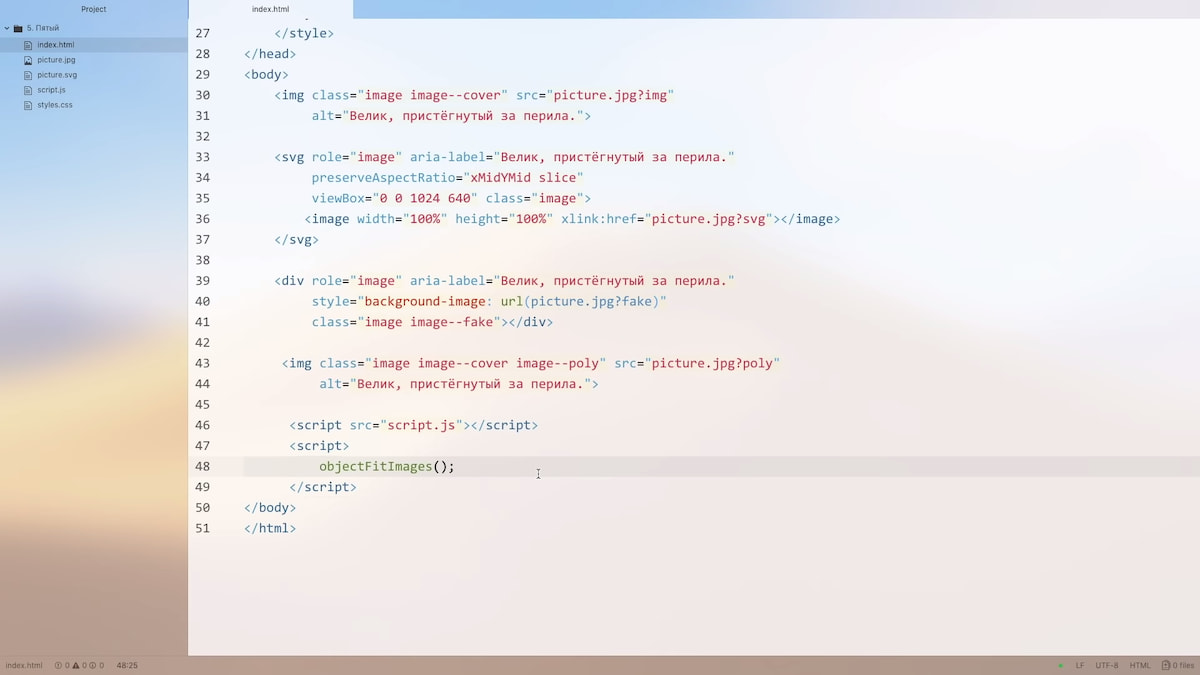 Project
index.html
5. Пятый
index.html
picture.jpg
picture.svg
script.js
styles.css
27 </style>
28 </head>
29 <body>
30 <img class="image image--cover" src="picture.jpg?img"
31 alt="Велик, пристёгнутый за перила.">
32
33 <svg role="image" aria-label="Велик, пристёгнутый за перила."
34 preserveAspectRatio="xMidYMid slice"
35 viewBox="0 0 1024 640" class="image">
36 <image width="100%" height="100%" xlink:href="picture.jpg?svg"></image>
37 </svg>
38
39 <div role="image" aria-label="Велик, пристёгнутый за перила."
40 style="background-image: url(picture.jpg?fake)"
41 class="image image--fake"></div>
42
43 <img class="image image--cover image--poly" src="picture.jpg?poly"
44 alt="Велик, пристёгнутый за перила.">
45
46 <script src="script.js"></script>
47 <script>
48 objectFitImages();
49 </script>
50 </body>
51 </html>
index.html 0 0 0 48:25 LF UTF-8 HTML 0 files